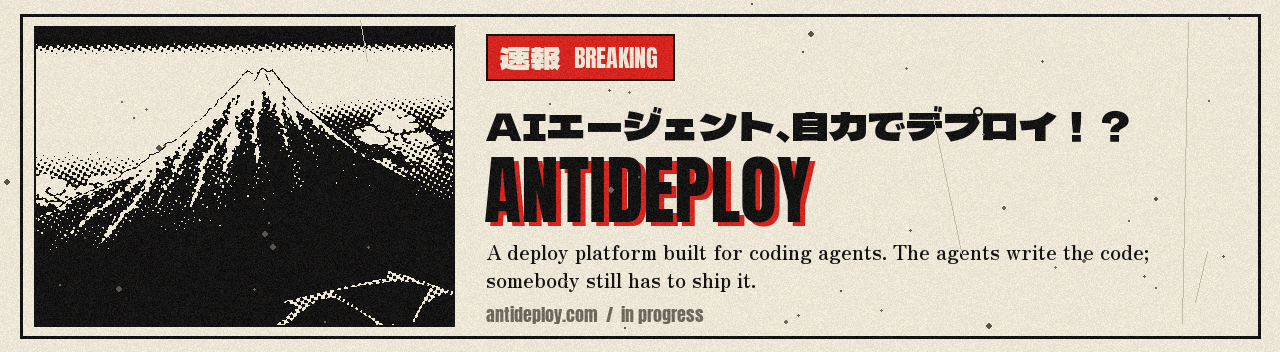 速報 BREAKING
AIエージェント、自力でデプロイ！？
ANTIDEPLOY
A deploy platform built for coding agents. The agents write the code;
somebody still has to ship it.
antideploy.com / in progress